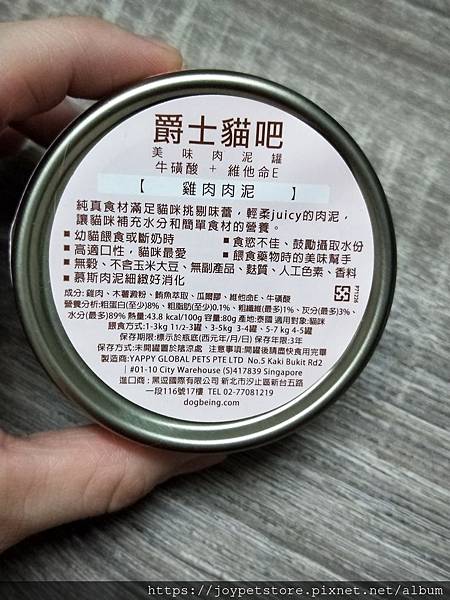 爵士貓吧
美味肉泥罐
牛磺酸 + 維他命E
【 雞肉肉泥 】
純真食材滿足貓咪挑剔味蕾，輕柔juicy的肉泥，
讓貓咪補充水分和簡單食材的營養。
▪ 幼貓餵食或斷奶時 ▪ 食慾不佳、鼓勵攝取水份
▪ 高適口性，貓咪最愛 ▪ 餵食藥物時的美味幫手
▪ 無穀、不含玉米大豆、無副產品、麩質、人工色素、香料
▪ 慕斯肉泥細緻好消化
成分: 雞肉、木薯澱粉、鮪魚萃取、瓜爾膠、維他命E、牛磺酸
營養分析:粗蛋白(至少)8%、粗脂肪(至少)0.1%、粗纖維(最多)1%、灰分(最多)3%、
水分(最多)89% 熱量:43.8 kcal/100g 容量:80g 產地:泰國 適用對象:貓咪
餵食方式:1-3kg 11/2-3罐、3-5kg 3-4罐、5-7 kg 4-5罐
保存期限:標示於瓶底(西元年/月/日) 保存年限:3年
保存方式:未開罐置於陰涼處 注意事項:開罐後請盡快食用完畢
製造商:YAPPY GLOBAL PETS PTE LTD No.5 Kaki Bukit Rd2
| #01-10 City Warehouse (S)417839 Singapore
進口商：黑逗國際有限公司 新北市汐止區新台五路
一段116號17樓 TEL 02-77081219
dogbeing.com
https://joypetstore.pixnet.net/album